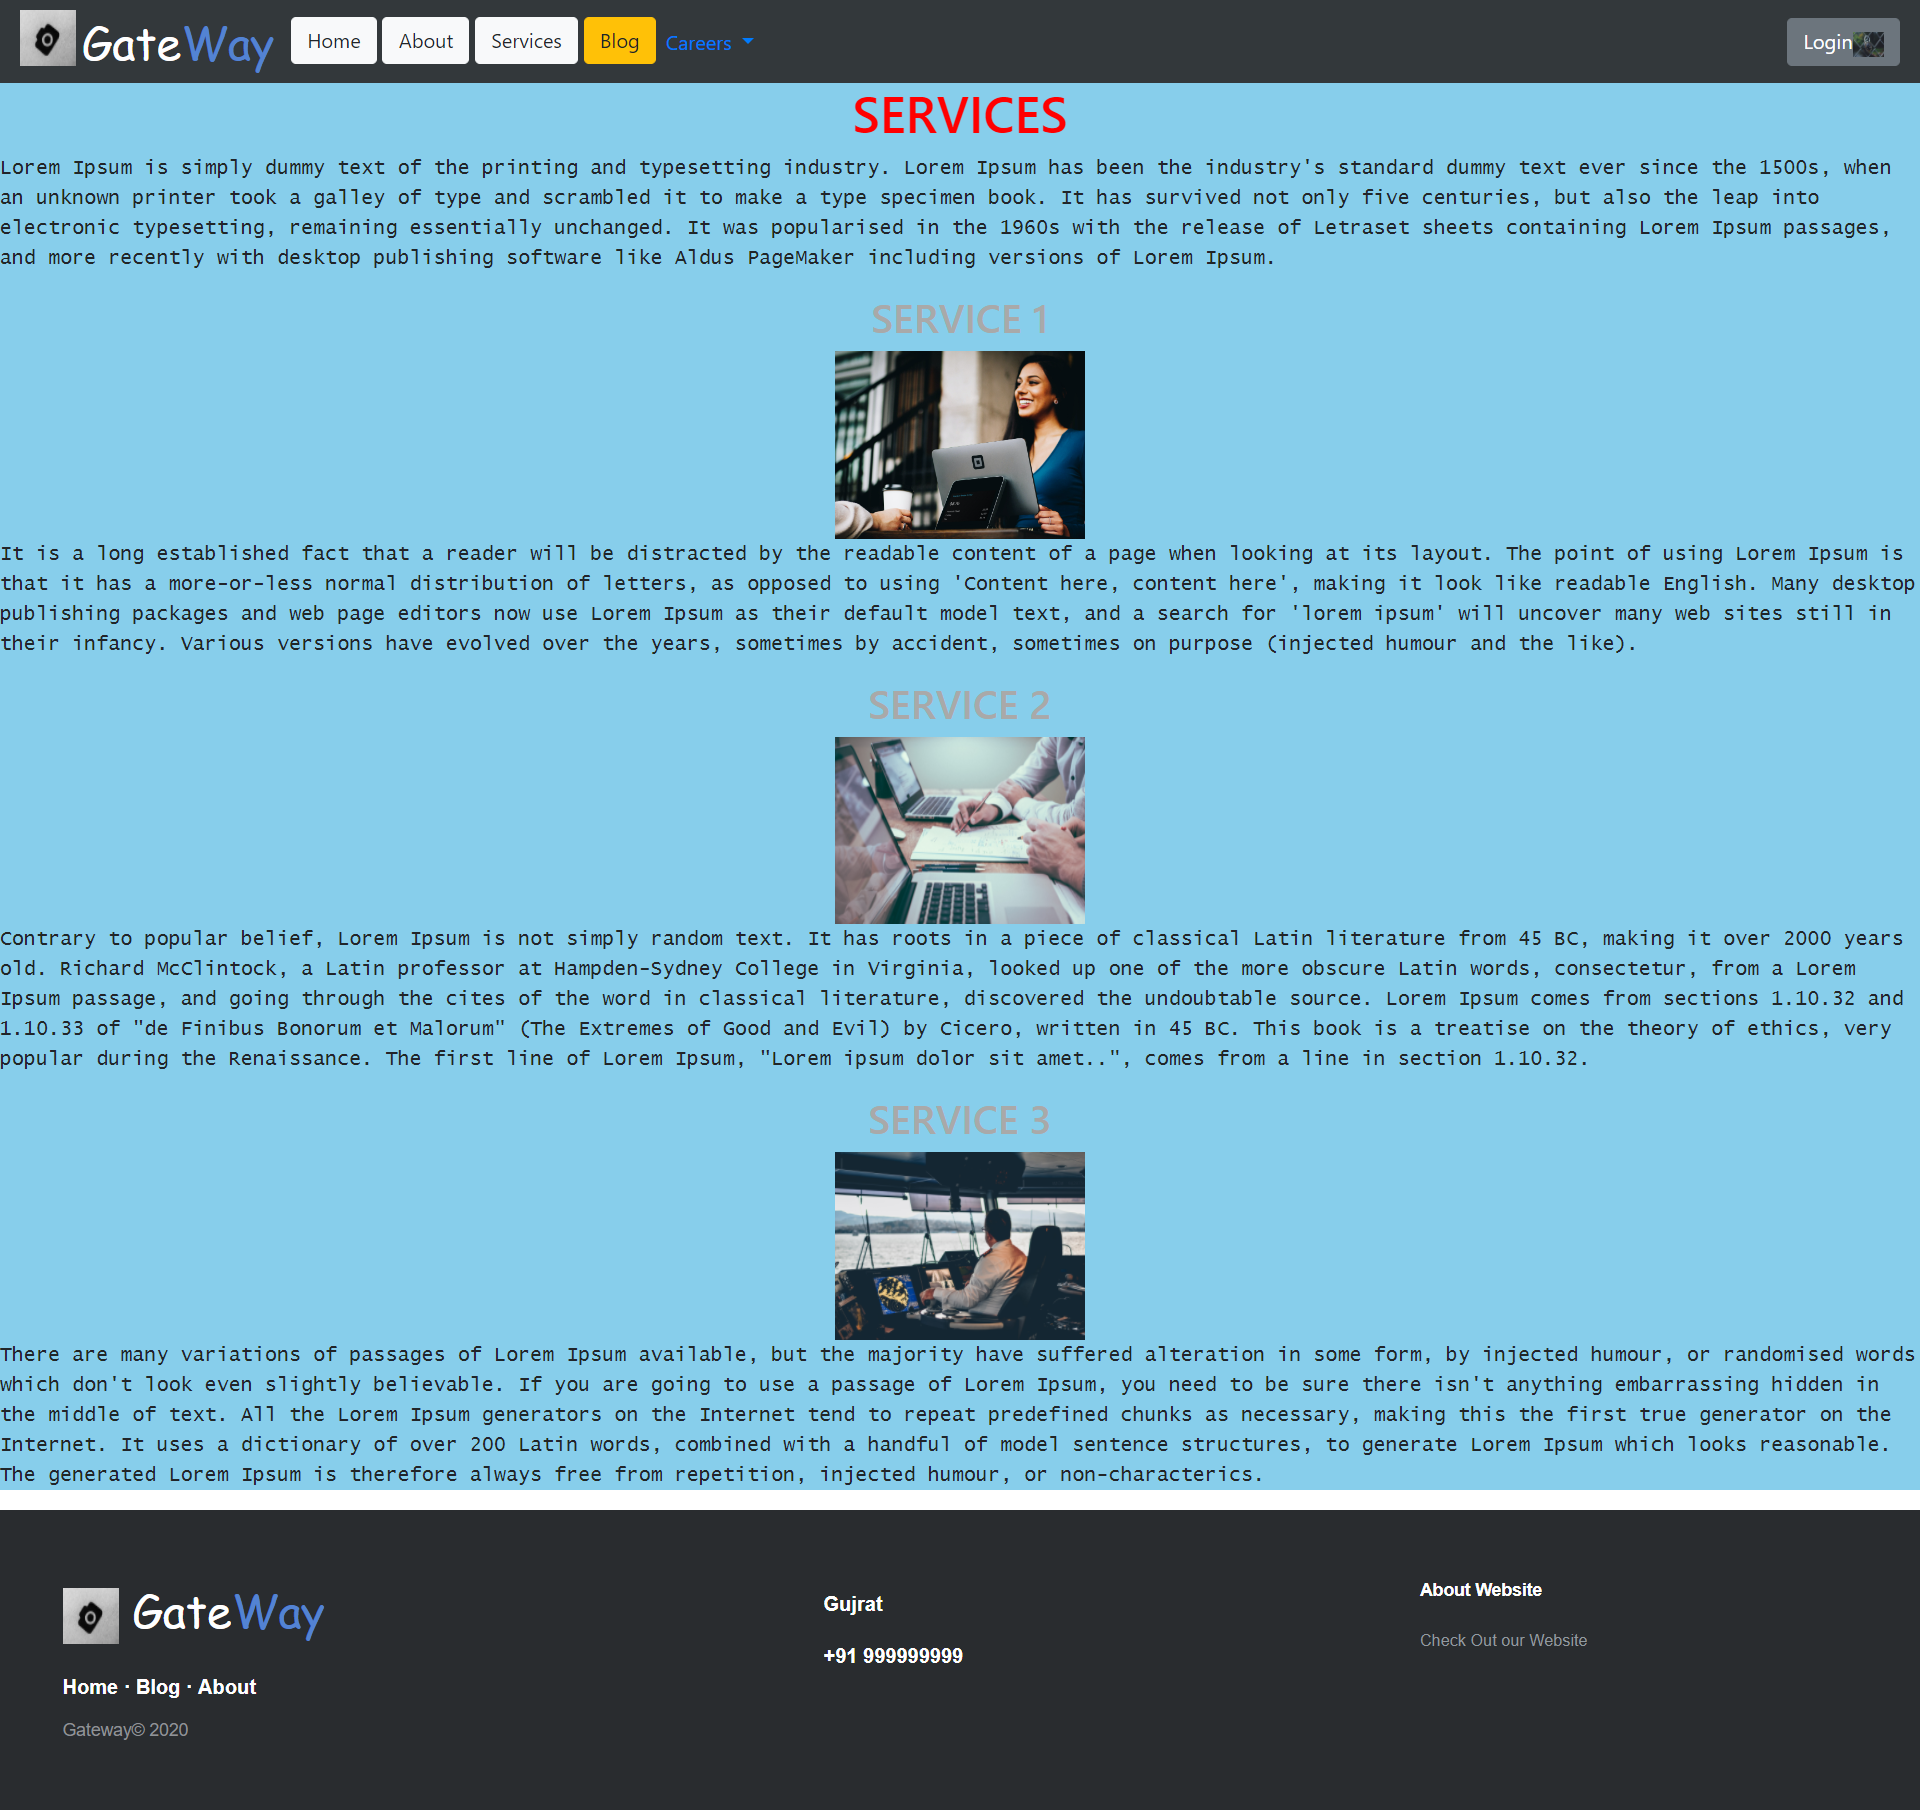 GateWay Home About Services Blog Careers Login
SERVICES
Lorem Ipsum is simply dummy text of the printing and typesetting industry. Lorem Ipsum has been the industry's standard dummy text ever since the 1500s, when
an unknown printer took a galley of type and scrambled it to make a type specimen book. It has survived not only five centuries, but also the leap into
electronic typesetting, remaining essentially unchanged. It was popularised in the 1960s with the release of Letraset sheets containing Lorem Ipsum passages,
and more recently with desktop publishing software like Aldus PageMaker including versions of Lorem Ipsum.
SERVICE 1
It is a long established fact that a reader will be distracted by the readable content of a page when looking at its layout. The point of using Lorem Ipsum is
that it has a more-or-less normal distribution of letters, as opposed to using 'Content here, content here', making it look like readable English. Many desktop
publishing packages and web page editors now use Lorem Ipsum as their default model text, and a search for 'lorem ipsum' will uncover many web sites still in
their infancy. Various versions have evolved over the years, sometimes by accident, sometimes on purpose (injected humour and the like).
SERVICE 2
Contrary to popular belief, Lorem Ipsum is not simply random text. It has roots in a piece of classical Latin literature from 45 BC, making it over 2000 years
old. Richard McClintock, a Latin professor at Hampden-Sydney College in Virginia, looked up one of the more obscure Latin words, consectetur, from a Lorem
Ipsum passage, and going through the cites of the word in classical literature, discovered the undoubtable source. Lorem Ipsum comes from sections 1.10.32 and
1.10.33 of "de Finibus Bonorum et Malorum" (The Extremes of Good and Evil) by Cicero, written in 45 BC. This book is a treatise on the theory of ethics, very
popular during the Renaissance. The first line of Lorem Ipsum, "Lorem ipsum dolor sit amet..", comes from a line in section 1.10.32.
SERVICE 3
There are many variations of passages of Lorem Ipsum available, but the majority have suffered alteration in some form, by injected humour, or randomised words
which don't look even slightly believable. If you are going to use a passage of Lorem Ipsum, you need to be sure there isn't anything embarrassing hidden in
the middle of text. All the Lorem Ipsum generators on the Internet tend to repeat predefined chunks as necessary, making this the first true generator on the
Internet. It uses a dictionary of over 200 Latin words, combined with a handful of model sentence structures, to generate Lorem Ipsum which looks reasonable.
The generated Lorem Ipsum is therefore always free from repetition, injected humour, or non-characterics.
GateWay
Home · Blog · About
Gateway© 2020
Gujrat
+91 999999999
About Website
Check Out our Website